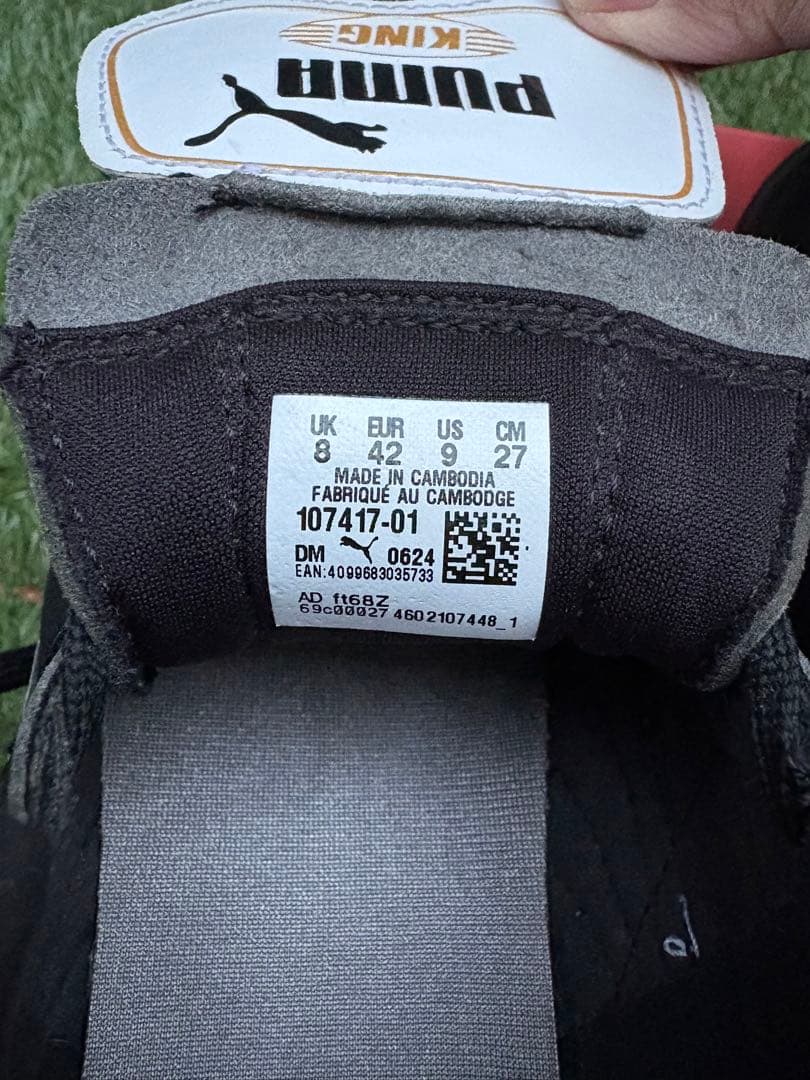 KING
PUMA
UK EUR US CM
8 42 9 27
MADE IN CAMBODIA
FABRIQUÉ AU CAMBODGE
107417-01
DM 0624
EAN:4099683035733
AD ft68Z
69c00027 4602107448_1